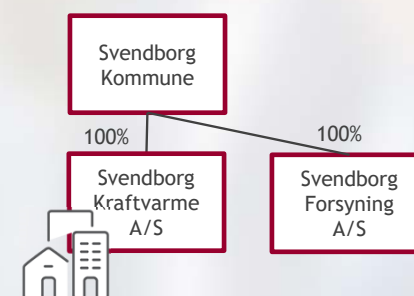 Svendborg
Kommune
100%
100%
Svendborg
Kraftvarme
A/S
Svendborg
Forsyning
A/S